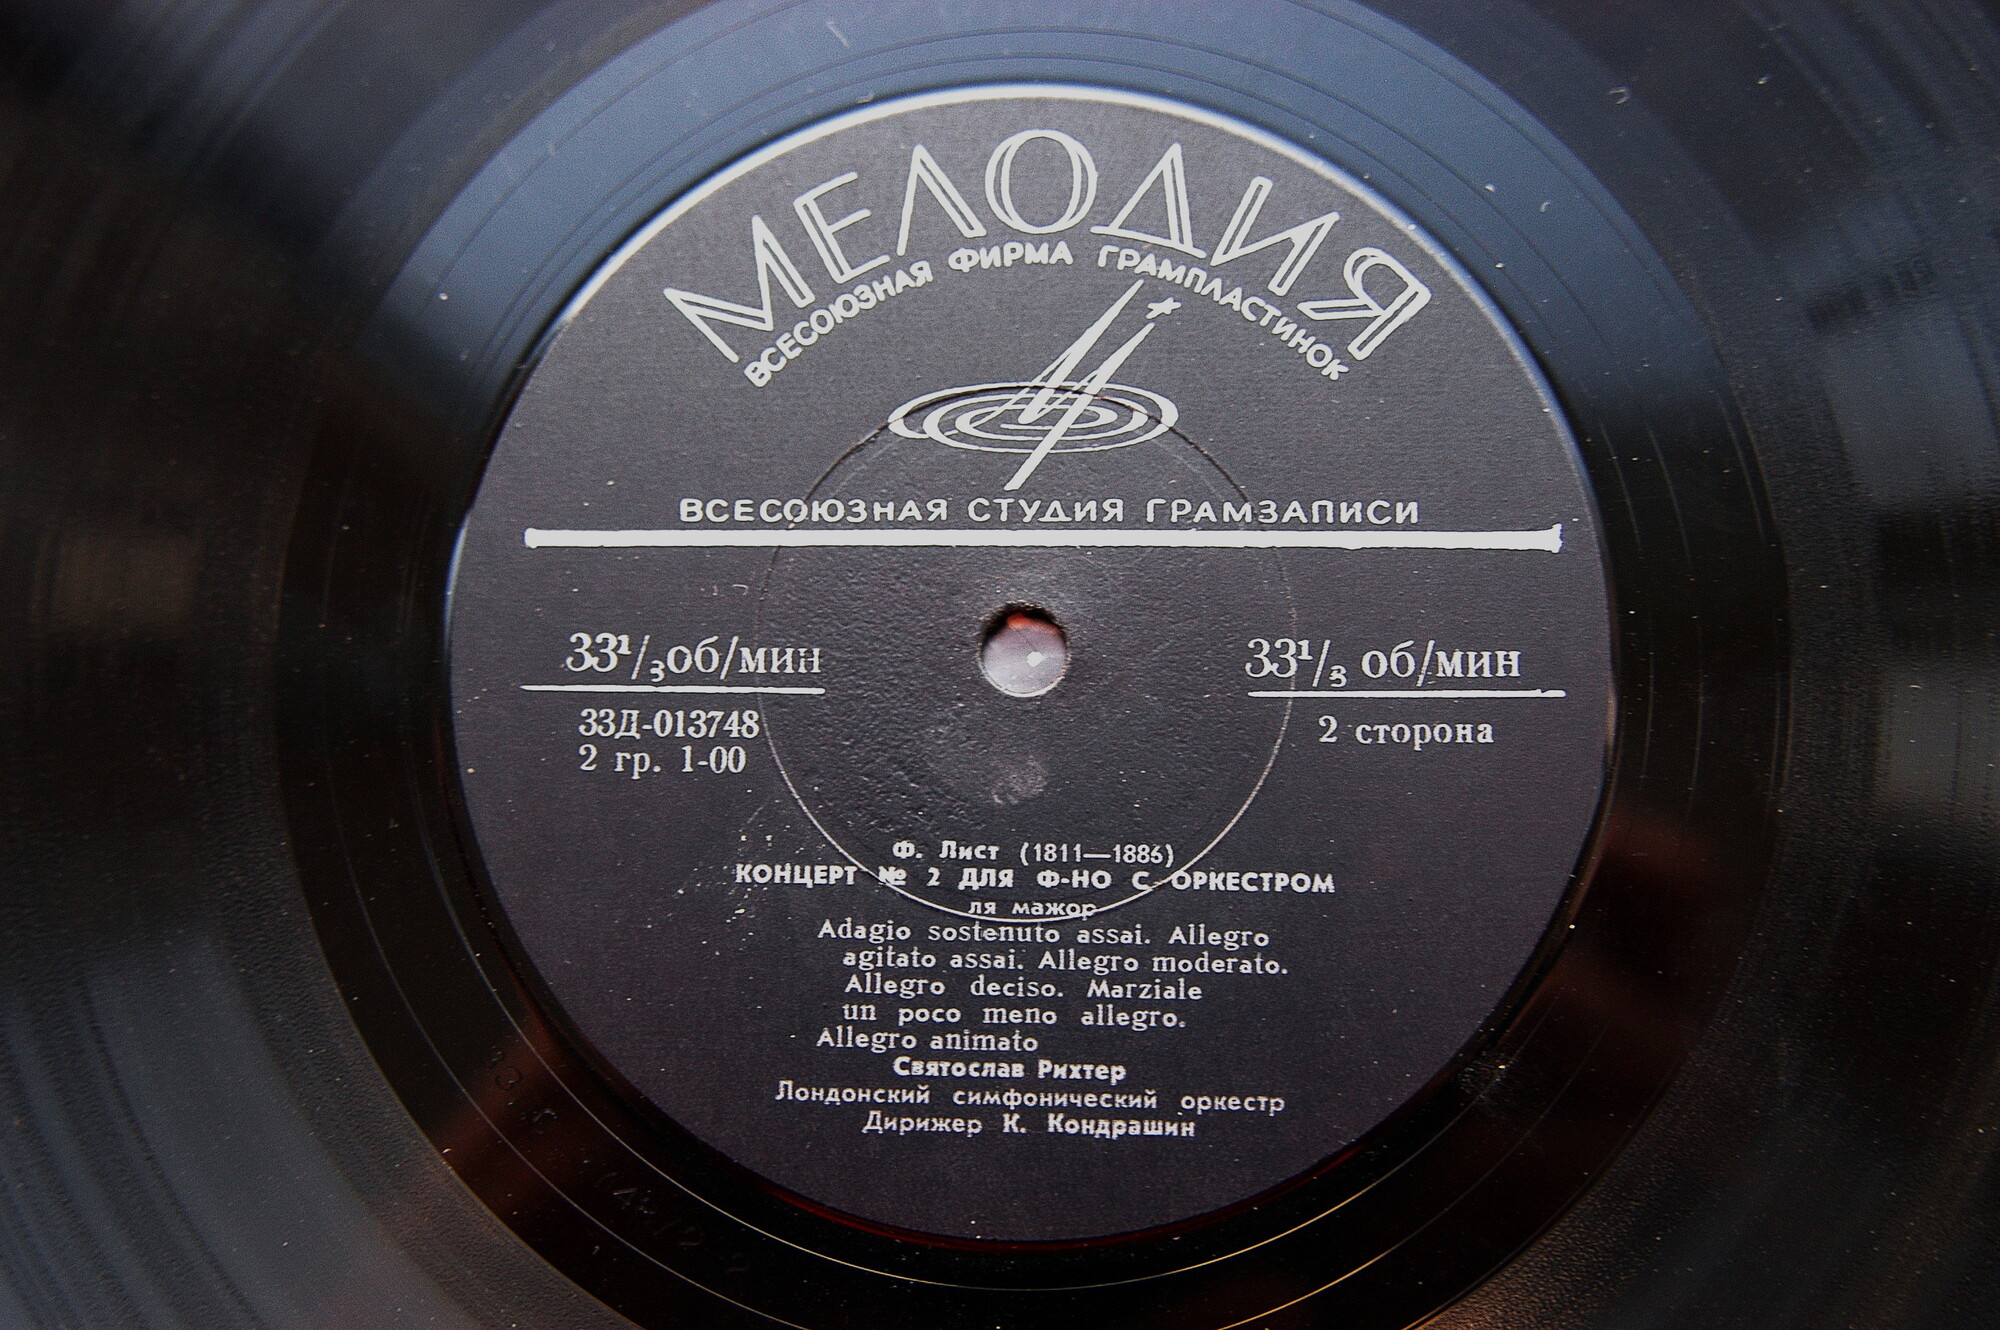 МЕЛОДИЯ
ВСЕСОЮЗНАЯ ФИРМА ГРАМПЛАСТИНОК
ВСЕСОЮЗНАЯ СТУДИЯ ГРАМЗАПИСИ
33¹/₃ об/мин
33Д-013748
2 гр. 1-00
33¹/₃ об/мин
2 сторона
Ф. Лист (1811—1886)
КОНЦЕРТ № 2 ДЛЯ Ф-НО С ОРКЕСТРОМ
ля мажор
Adagio sostenuto assai. Allegro
agitato assai. Allegro moderato.
Allegro deciso. Marziale
un poco meno allegro.
Allegro animato
Святослав Рихтер
Лондонский симфонический оркестр
Дирижер К. Кондрашин